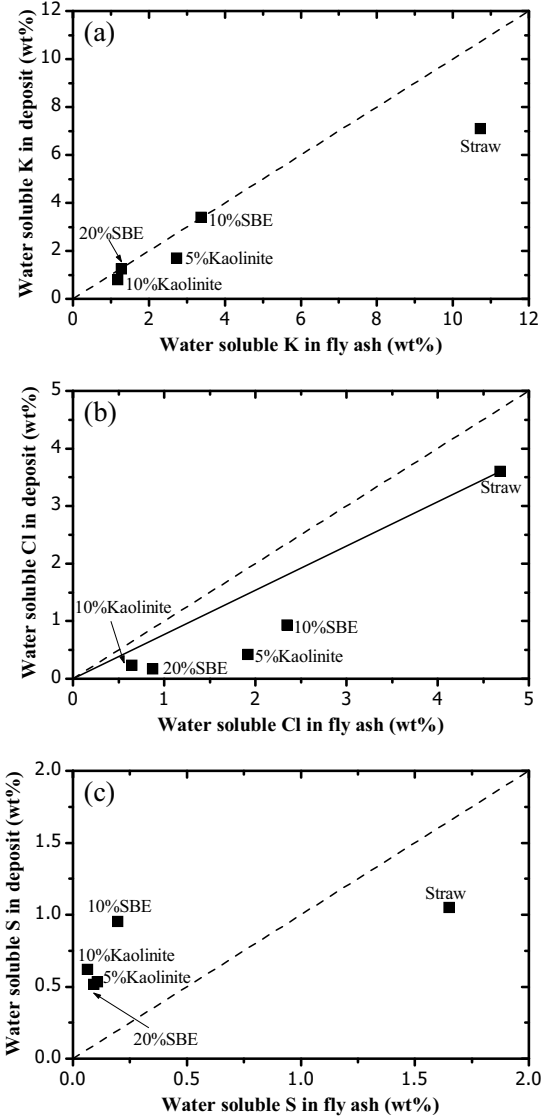 (a)
Water soluble K in deposit (wt%)
12
10
8
6
4
2
0
Straw
10%SBE
20%SBE
5%Kaolinite
10%Kaolinite
0 2 4 6 8 10 12
Water soluble K in fly ash (wt%)
(b)
Water soluble Cl in deposit (wt%)
5
4
3
2
1
0
Straw
10%Kaolinite
10%SBE
5%Kaolinite
20%SBE
0 1 2 3 4 5
Water soluble Cl in fly ash (wt%)
(c)
Water soluble S in deposit (wt%)
2.0
1.5
1.0
0.5
0.0
Straw
10%SBE
10%Kaolinite
5%Kaolinite
20%SBE
0.0 0.5 1.0 1.5 2.0
Water soluble S in fly ash (wt%)